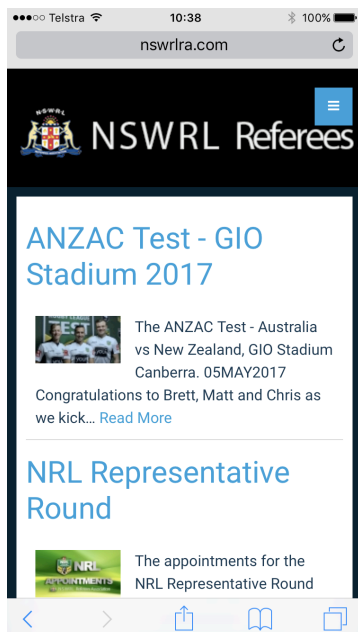 Telstra 10:38 100%
nswrlra.com
NSWRL
NSWRL Referees
ANZAC Test - GIO
Stadium 2017
TEST
The ANZAC Test - Australia
vs New Zealand, GIO Stadium
Canberra. 05MAY2017
Congratulations to Brett, Matt and Chris as
we kick... Read More
NRL Representative
Round
NRL
APPOINTMENTS
The appointments for the
NRL Representative Round